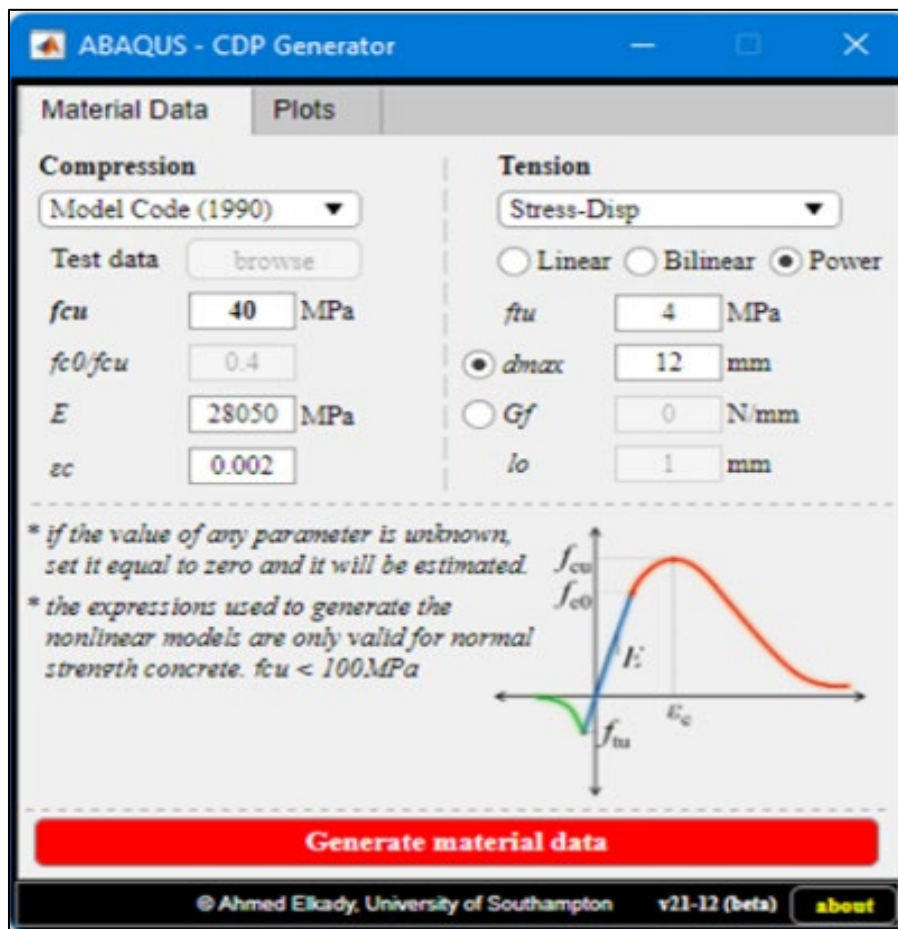 ABAQUS - CDP Generator
Material Data Plots
Compression
Model Code (1990)
Test data browse
fcu 40 MPa
fc0/fcu 0.4
E 28050 MPa
εc 0.002
Tension
Stress-Disp
Linear Bilinear Power
ftu 4 MPa
dmax 12 mm
Gf 0 N/mm
lo 1 mm
* if the value of any parameter is unknown,
set it equal to zero and it will be estimated.
* the expressions used to generate the
nonlinear models are only valid for normal
strength concrete. fcu < 100MPa
fcu
fc0
E
εc
ftu
Generate material data
© Ahmed Elkady, University of Southampton v21-12 (beta) about